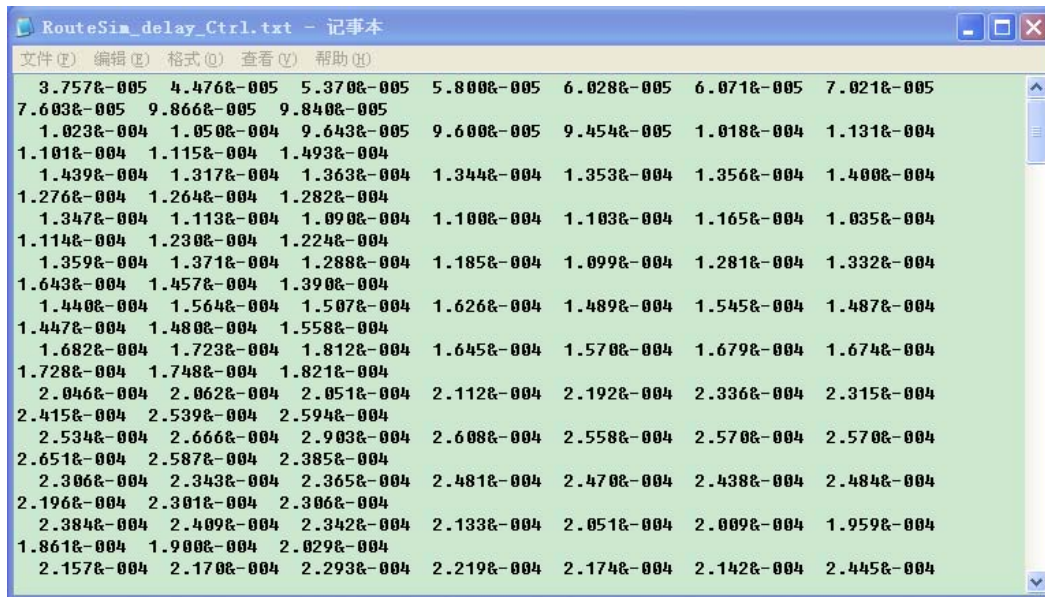 RouteSim_delay_Ctrl.txt - 记事本
文件(F) 编辑(E) 格式(O) 查看(V) 帮助(H)
3.757&-005 4.476&-005 5.370&-005 5.800&-005 6.028&-005 6.071&-005 7.021&-005
7.603&-005 9.866&-005 9.840&-005
1.023&-004 1.050&-004 9.643&-005 9.600&-005 9.454&-005 1.018&-004 1.131&-004
1.101&-004 1.115&-004 1.493&-004
1.439&-004 1.317&-004 1.363&-004 1.344&-004 1.353&-004 1.356&-004 1.400&-004
1.276&-004 1.264&-004 1.282&-004
1.347&-004 1.113&-004 1.090&-004 1.100&-004 1.103&-004 1.165&-004 1.035&-004
1.114&-004 1.230&-004 1.224&-004
1.359&-004 1.371&-004 1.288&-004 1.185&-004 1.099&-004 1.281&-004 1.332&-004
1.643&-004 1.457&-004 1.390&-004
1.440&-004 1.564&-004 1.507&-004 1.626&-004 1.489&-004 1.545&-004 1.487&-004
1.447&-004 1.480&-004 1.558&-004
1.682&-004 1.723&-004 1.812&-004 1.645&-004 1.570&-004 1.679&-004 1.674&-004
1.728&-004 1.748&-004 1.821&-004
2.046&-004 2.062&-004 2.051&-004 2.112&-004 2.192&-004 2.336&-004 2.315&-004
2.415&-004 2.539&-004 2.594&-004
2.534&-004 2.666&-004 2.903&-004 2.608&-004 2.558&-004 2.570&-004 2.570&-004
2.651&-004 2.587&-004 2.385&-004
2.306&-004 2.343&-004 2.365&-004 2.481&-004 2.470&-004 2.438&-004 2.484&-004
2.196&-004 2.301&-004 2.306&-004
2.384&-004 2.409&-004 2.342&-004 2.133&-004 2.051&-004 2.009&-004 1.959&-004
1.861&-004 1.900&-004 2.029&-004
2.157&-004 2.170&-004 2.293&-004 2.219&-004 2.174&-004 2.142&-004 2.445&-004